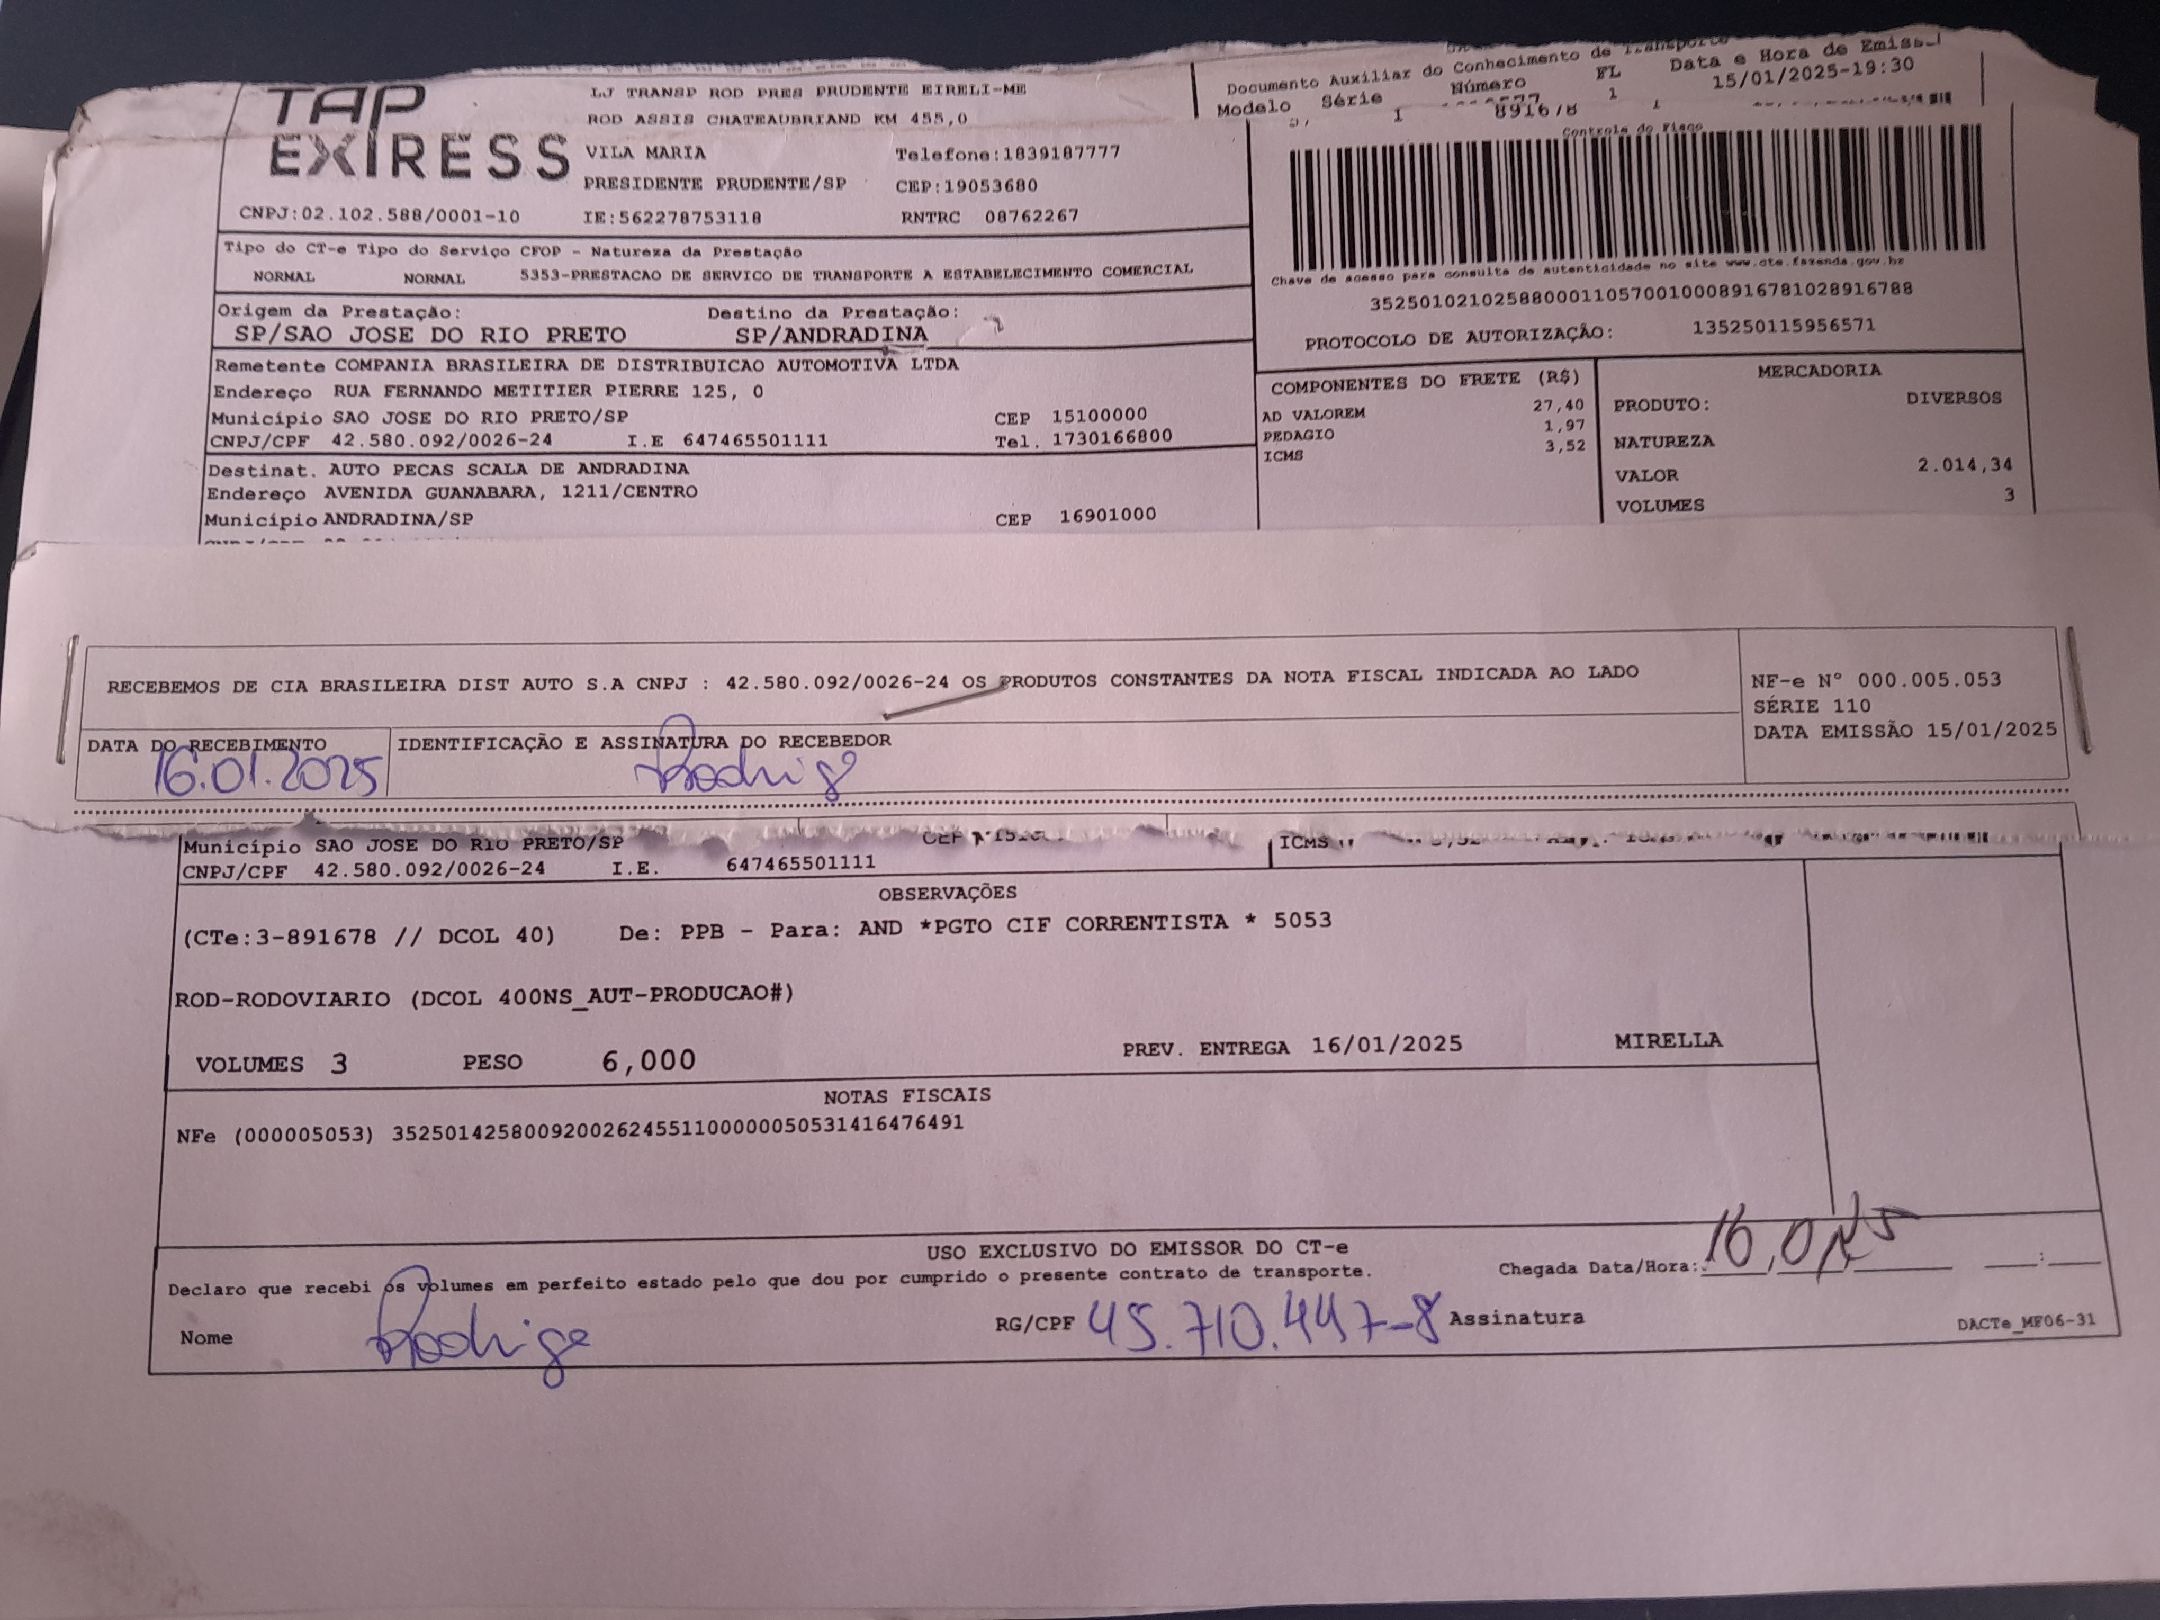 TAP
EXIRESS
LJ TRANSP ROD PRES PRUDENTE EIRELI-ME
ROD ASSIS CHATEAUBRIAND KM 455,0
VILA MARIA Telefone:1839187777
PRESIDENTE PRUDENTE/SP CEP:19053680
CNPJ:02.102.588/0001-10 IE:562278753118 RNTRC 08762267
Documento Auxiliar do Conhecimento de Transporte
Modelo Série Número FL Data e Hora de Emiss
1 891678 1 15/01/2025-19:30
Controle do Fisco
Chave de acesso para consulta de autenticidade no site www.cte.fazenda.gov.br
35250102102588000110570010008916781028916788
PROTOCOLO DE AUTORIZAÇÃO: 135250115956571
Tipo do CT-e Tipo do Serviço CFOP - Natureza da Prestação
NORMAL NORMAL 5353-PRESTACAO DE SERVICO DE TRANSPORTE A ESTABELECIMENTO COMERCIAL
Origem da Prestação: Destino da Prestação:
SP/SAO JOSE DO RIO PRETO SP/ANDRADINA
Remetente COMPANIA BRASILEIRA DE DISTRIBUICAO AUTOMOTIVA LTDA
Endereço RUA FERNANDO METITIER PIERRE 125, 0
Município SAO JOSE DO RIO PRETO/SP CEP 15100000
CNPJ/CPF 42.580.092/0026-24 I.E 647465501111 Tel. 1730166800
Destinat. AUTO PECAS SCALA DE ANDRADINA
Endereço AVENIDA GUANABARA, 1211/CENTRO
Município ANDRADINA/SP CEP 16901000
COMPONENTES DO FRETE (R$)
AD VALOREM 27,40
PEDAGIO 1,97
ICMS 3,52
MERCADORIA
PRODUTO: DIVERSOS
NATUREZA
VALOR 2.014,34
VOLUMES 3
RECEBEMOS DE CIA BRASILEIRA DIST AUTO S.A CNPJ : 42.580.092/0026-24 OS PRODUTOS CONSTANTES DA NOTA FISCAL INDICADA AO LADO
NF-e Nº 000.005.053
SÉRIE 110
DATA EMISSÃO 15/01/2025
DATA DO RECEBIMENTO IDENTIFICAÇÃO E ASSINATURA DO RECEBEDOR
16.01.2025 Rodrigo
Município SAO JOSE DO RIO PRETO/SP CEP ICMS
CNPJ/CPF 42.580.092/0026-24 I.E. 647465501111
OBSERVAÇÕES
(CTe:3-891678 // DCOL 40) De: PPB - Para: AND *PGTO CIF CORRENTISTA * 5053
ROD-RODOVIARIO (DCOL 400NS_AUT-PRODUCAO#)
VOLUMES 3 PESO 6,000 PREV. ENTREGA 16/01/2025 MIRELLA
NOTAS FISCAIS
NFe (000005053) 35250142580092002624551100000050531416476491
USO EXCLUSIVO DO EMISSOR DO CT-e
Declaro que recebi os volumes em perfeito estado pelo que dou por cumprido o presente contrato de transporte.
Chegada Data/Hora:
Nome Rodrigo RG/CPF 45.710.447-8 Assinatura
DACTe_MF06-31